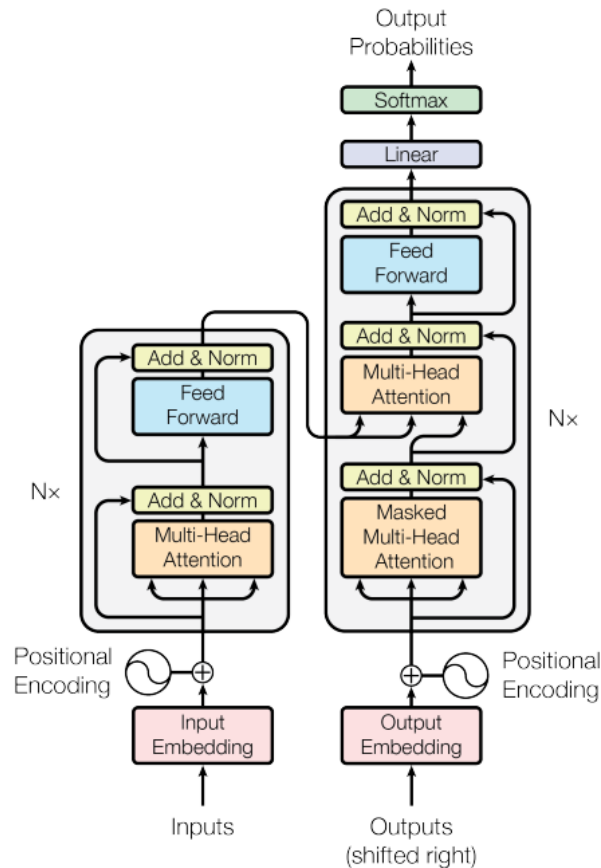 Output
Probabilities
Softmax
Linear
Add & Norm
Feed
Forward
Add & Norm
Multi-Head
Attention
Add & Norm
Masked
Multi-Head
Attention
N×
Add & Norm
Feed
Forward
Add & Norm
Multi-Head
Attention
N×
Positional
Encoding
Positional
Encoding
Input
Embedding
Output
Embedding
Inputs
Outputs
(shifted right)